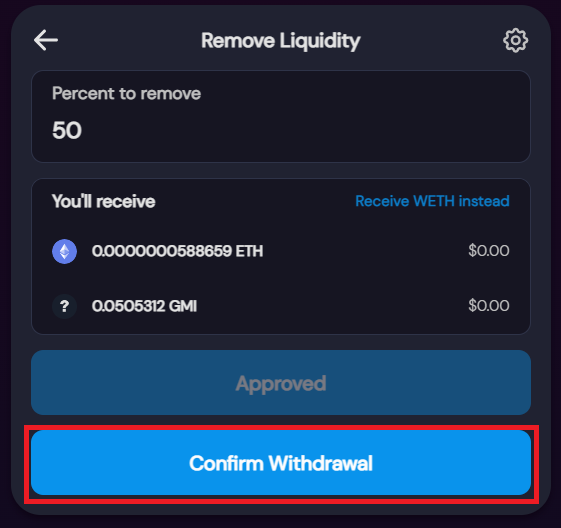 Remove Liquidity
Percent to remove
50
You'll receive Receive WETH instead
0.0000000588659 ETH $0.00
? 0.0505312 GMI $0.00
Approved
Confirm Withdrawal